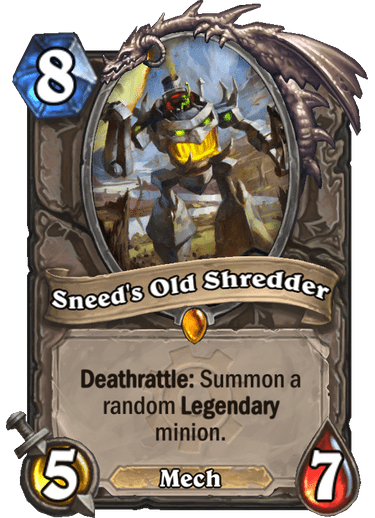 8
Sneed's Old Shredder
Deathrattle: Summon a
random Legendary
minion.
5
Mech
7